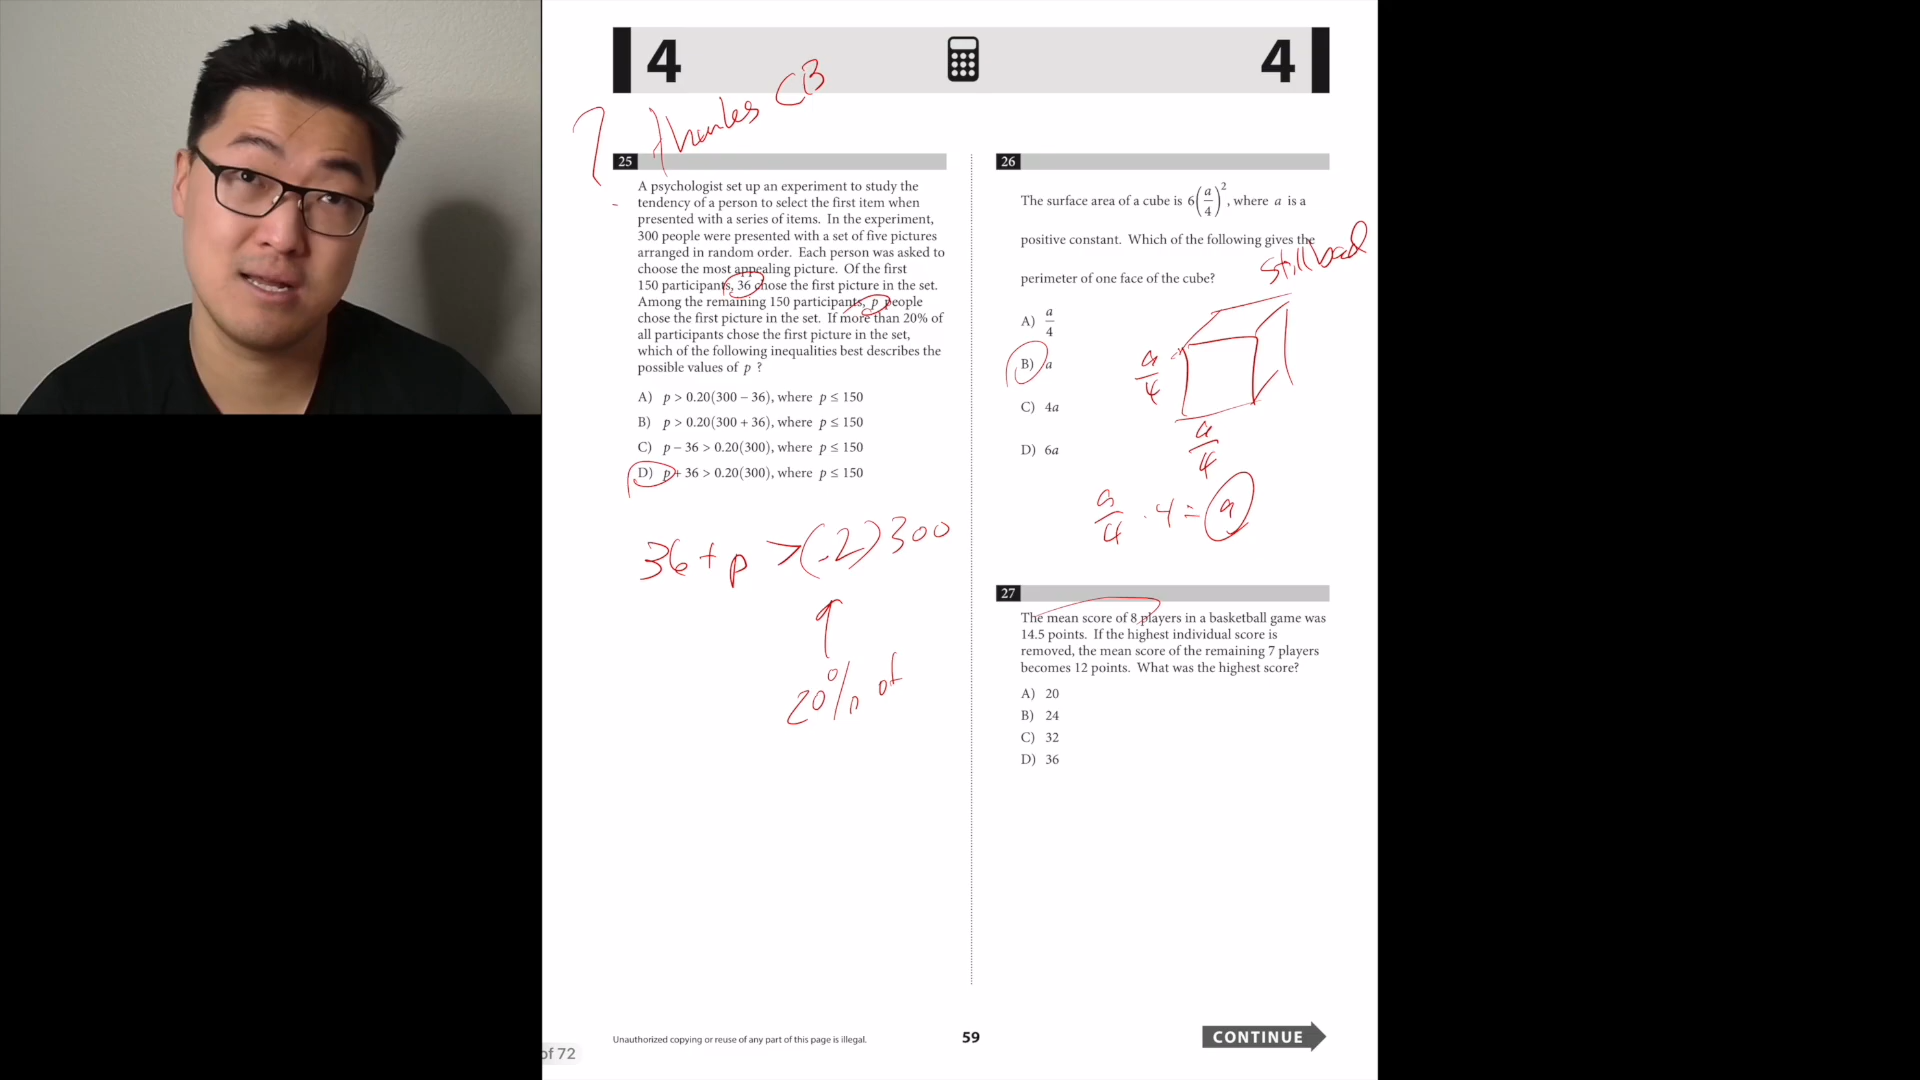 4
4
? thanks CB
25
A psychologist set up an experiment to study the
tendency of a person to select the first item when
presented with a series of items. In the experiment,
300 people were presented with a set of five pictures
arranged in random order. Each person was asked to
choose the most appealing picture. Of the first
150 participants, 36 chose the first picture in the set.
Among the remaining 150 participants, p people
chose the first picture in the set. If more than 20% of
all participants chose the first picture in the set,
which of the following inequalities best describes the
possible values of p ?
A) p > 0.20(300 − 36), where p ≤ 150
B) p > 0.20(300 + 36), where p ≤ 150
C) p − 36 > 0.20(300), where p ≤ 150
D) p + 36 > 0.20(300), where p ≤ 150
36 + p > (.2) 300
20% of
26
The surface area of a cube is 6(a/4)², where a is a
positive constant. Which of the following gives the
still bad
perimeter of one face of the cube?
A) a/4
B) a
C) 4a
D) 6a
a/4
a/4
a/4 · 4 = a
27
The mean score of 8 players in a basketball game was
14.5 points. If the highest individual score is
removed, the mean score of the remaining 7 players
becomes 12 points. What was the highest score?
A) 20
B) 24
C) 32
D) 36
Unauthorized copying or reuse of any part of this page is illegal.
59
CONTINUE
of 72